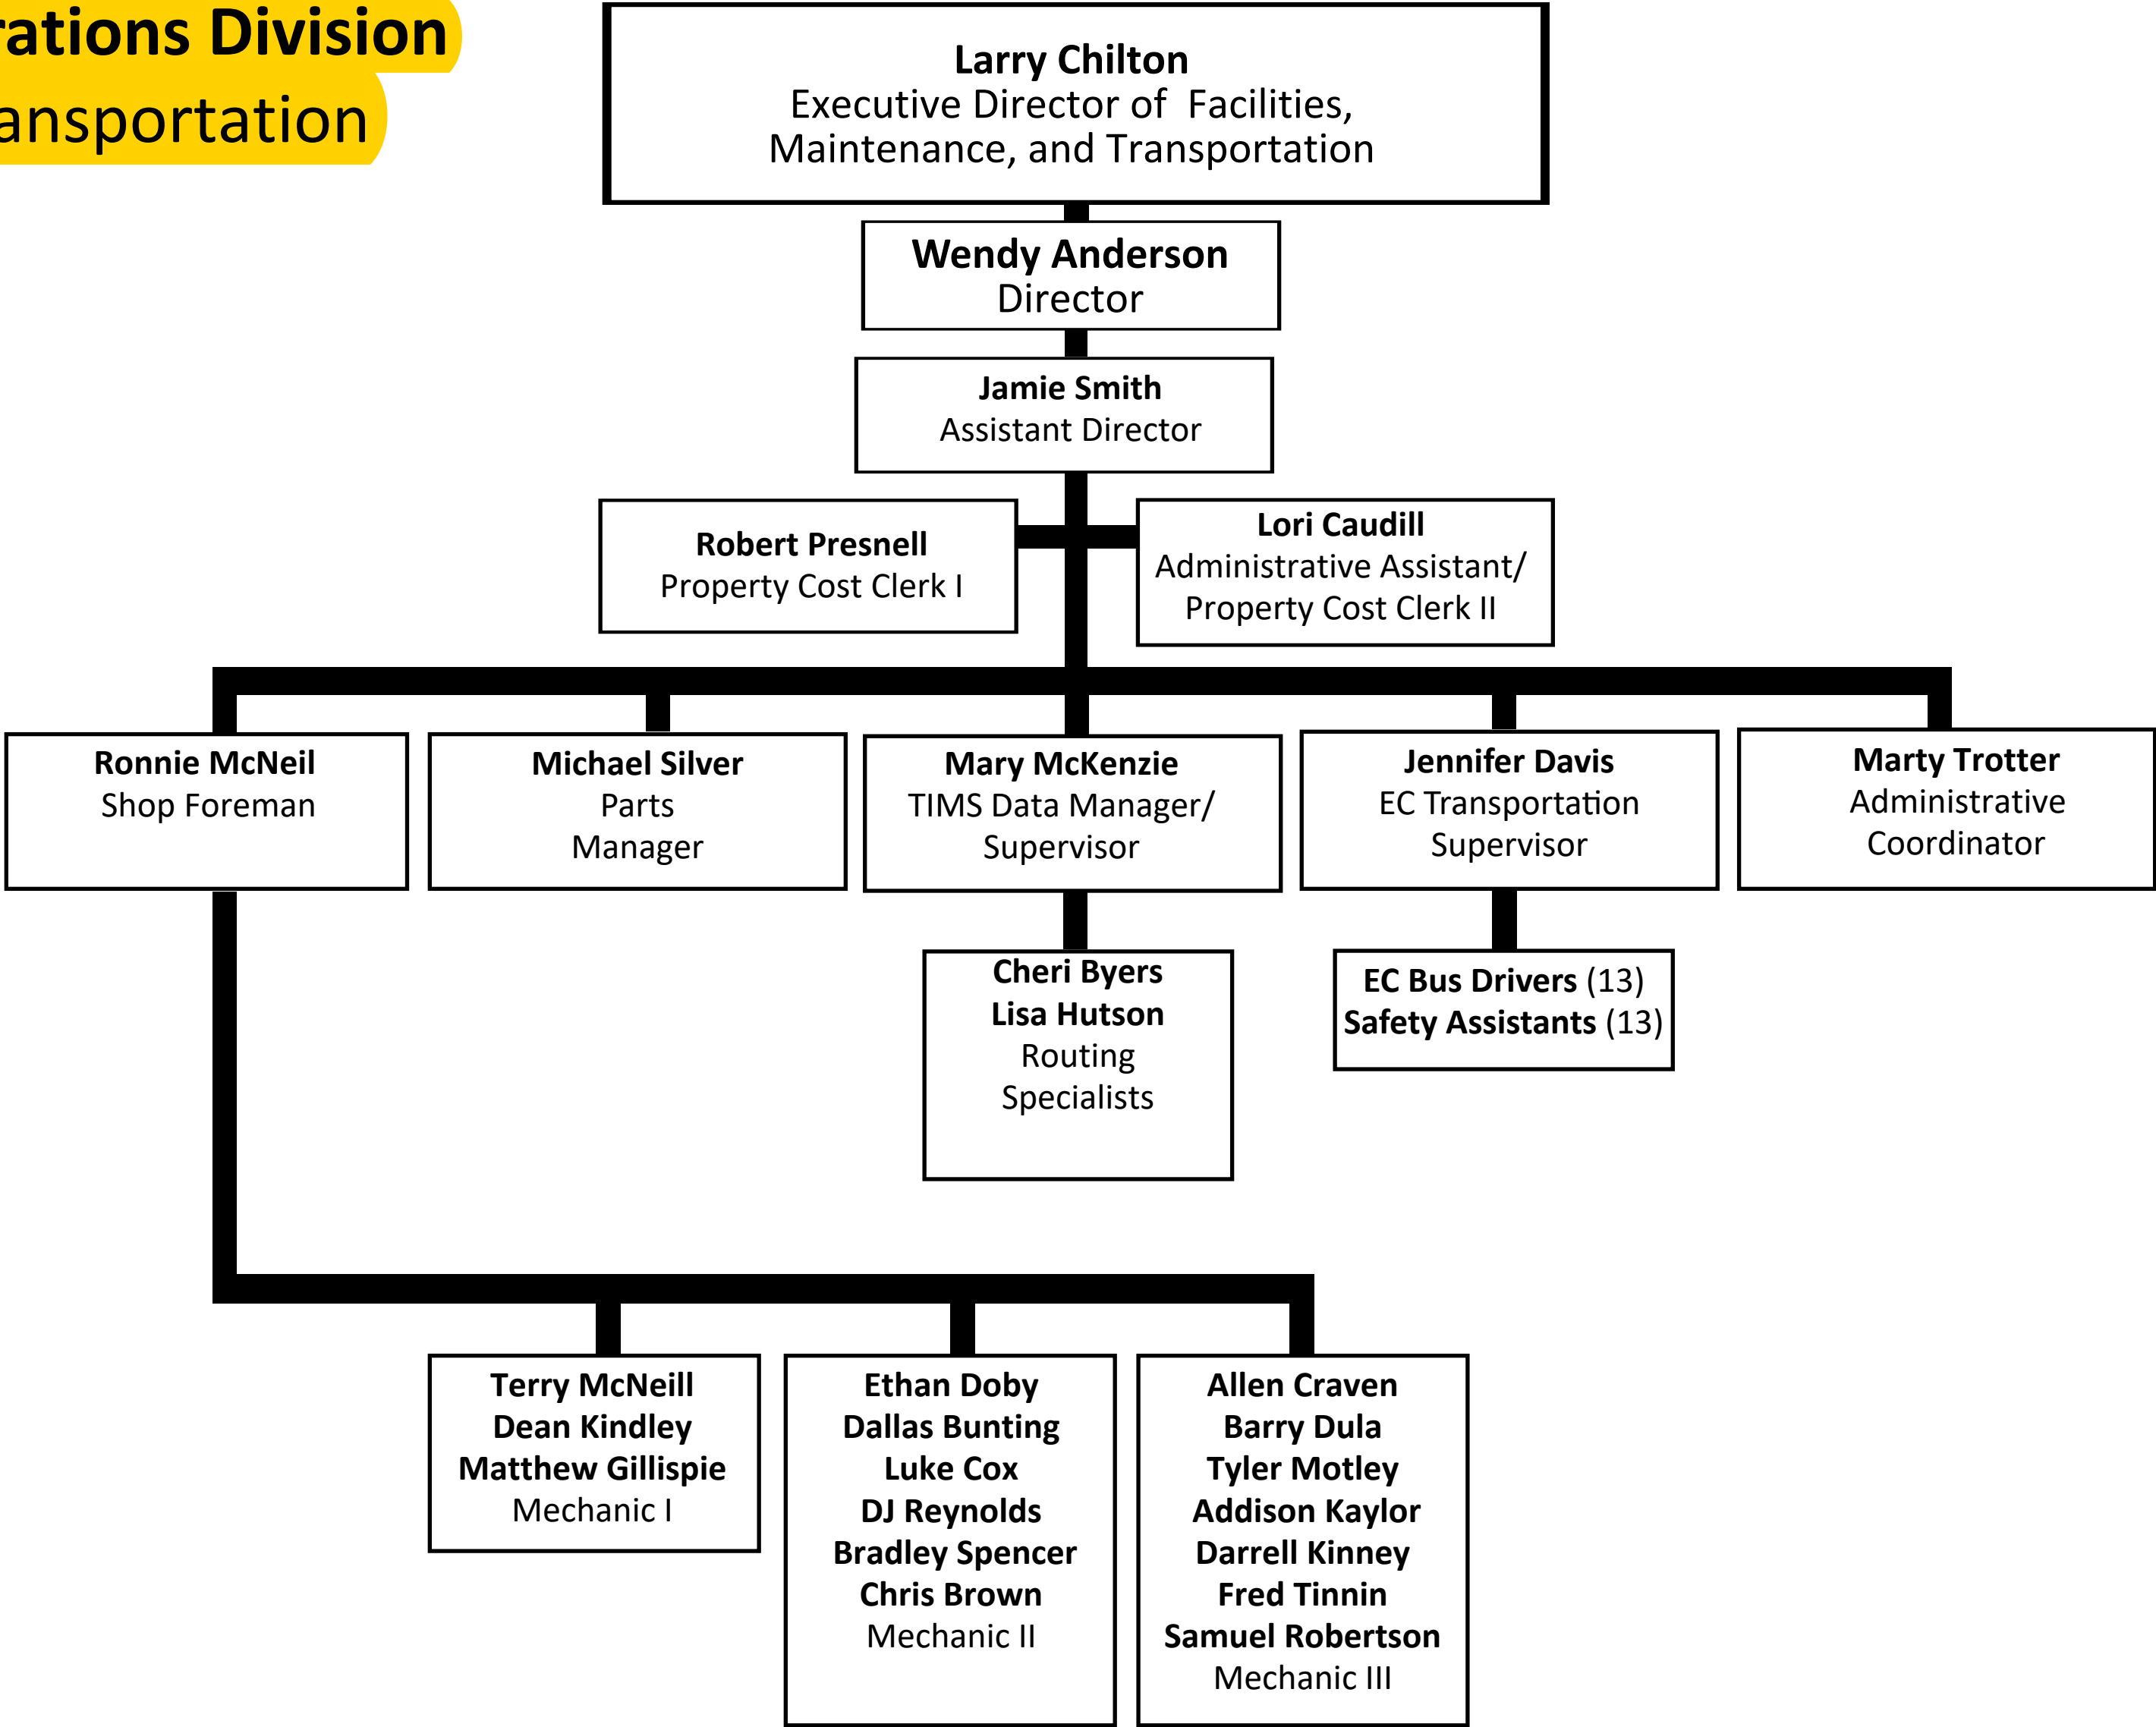 rations Division
ansportation
Larry Chilton
Executive Director of Facilities,
Maintenance, and Transportation
Wendy Anderson
Director
Jamie Smith
Assistant Director
Robert Presnell
Property Cost Clerk I
Lori Caudill
Administrative Assistant/
Property Cost Clerk II
Ronnie McNeil
Shop Foreman
Michael Silver
Parts
Manager
Mary McKenzie
TIMS Data Manager/
Supervisor
Jennifer Davis
EC Transportation
Supervisor
Marty Trotter
Administrative
Coordinator
Cheri Byers
Lisa Hutson
Routing
Specialists
EC Bus Drivers (13)
Safety Assistants (13)
Terry McNeill
Dean Kindley
Matthew Gillispie
Mechanic I
Ethan Doby
Dallas Bunting
Luke Cox
DJ Reynolds
Bradley Spencer
Chris Brown
Mechanic II
Allen Craven
Barry Dula
Tyler Motley
Addison Kaylor
Darrell Kinney
Fred Tinnin
Samuel Robertson
Mechanic III